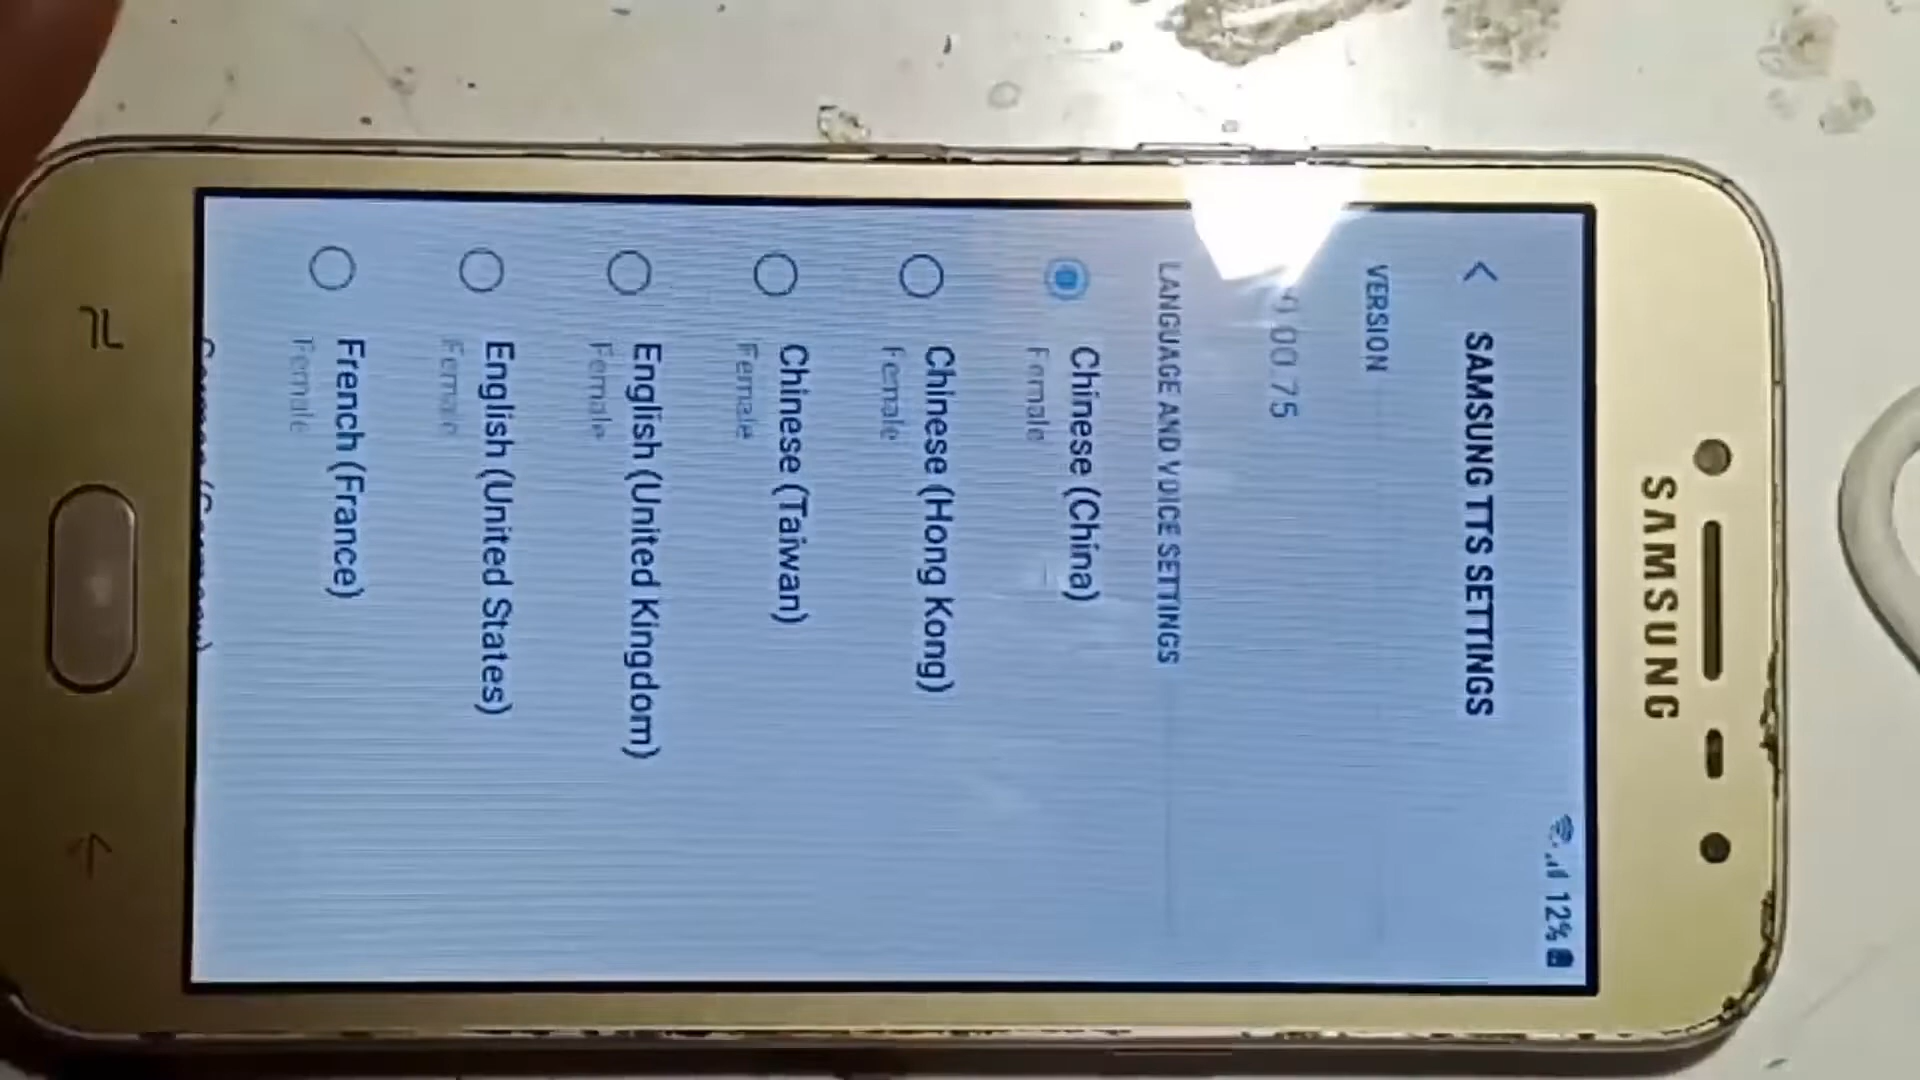 SAMSUNG
12%
SAMSUNG TTS SETTINGS
VERSION
00.75
LANGUAGE AND VOICE SETTINGS
Chinese (China)
Female
Chinese (Hong Kong)
Female
Chinese (Taiwan)
Female
English (United Kingdom)
Female
English (United States)
Female
French (France)
Female